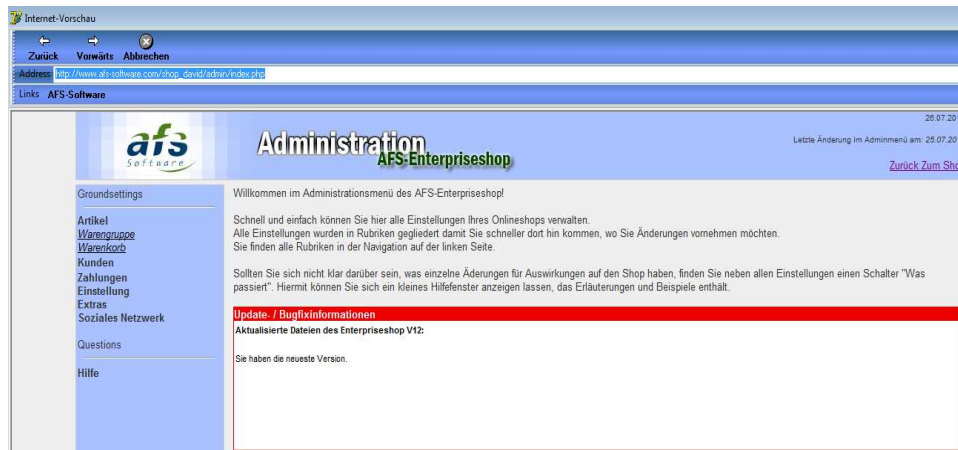 Internet-Vorschau
Zurück Vorwärts Abbrechen
Address http://www.afs-software.com/shop_david/admin/index.php
Links AFS-Software
afs
Software
Administration
AFS-Enterpriseshop
26.07.20
Letzte Änderung im Adminmenü am: 25.07.20
Zurück Zum Sho
Groundsettings
Artikel
Warengruppe
Warenkorb
Kunden
Zahlungen
Einstellung
Extras
Soziales Netzwerk
Questions
Hilfe
Willkommen im Administrationsmenü des AFS-Enterpriseshop!
Schnell und einfach können Sie hier alle Einstellungen Ihres Onlineshops verwalten.
Alle Einstellungen wurden in Rubriken gegliedert damit Sie schneller dort hin kommen, wo Sie Änderungen vornehmen möchten.
Sie finden alle Rubriken in der Navigation auf der linken Seite.
Sollten Sie sich nicht klar darüber sein, was einzelne Äderungen für Auswirkungen auf den Shop haben, finden Sie neben allen Einstellungen einen Schalter "Was
passiert". Hiermit können Sie sich ein kleines Hilfefenster anzeigen lassen, das Erläuterungen und Beispiele enthält.
Update- / Bugfixinformationen
Aktualisierte Dateien des Enterpriseshop V12:
Sie haben die neueste Version.